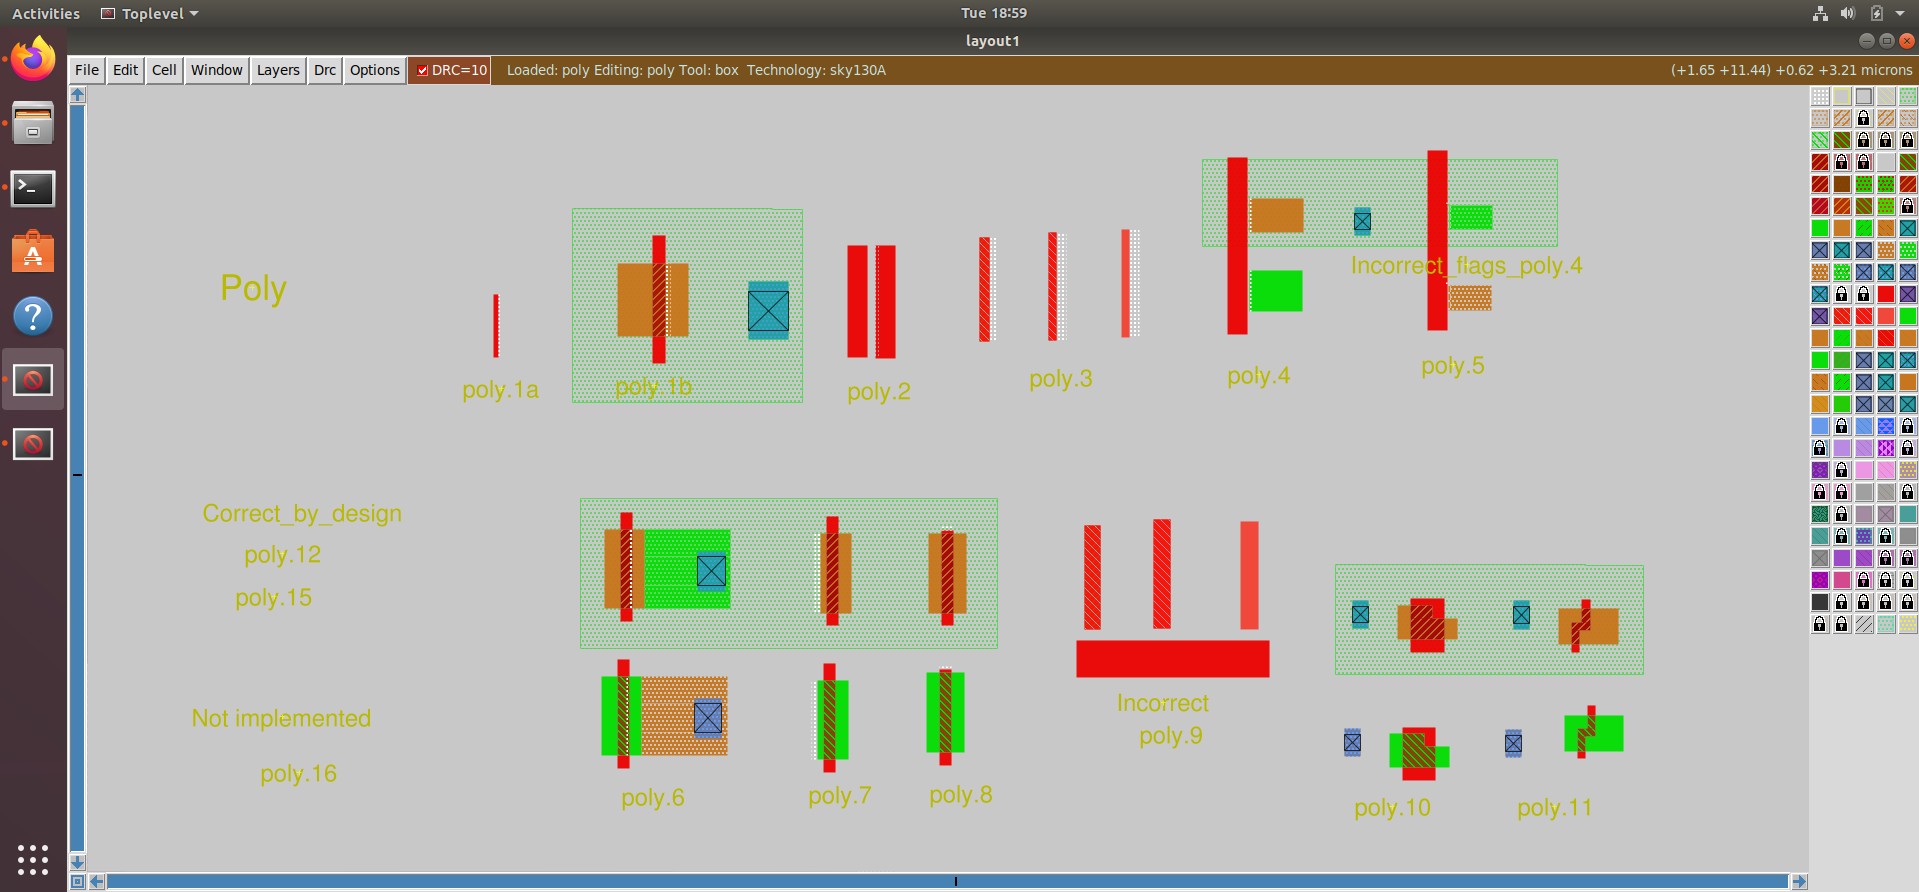 Activities Toplevel Tue 18:59
layout1
File Edit Cell Window Layers Drc Options DRC=10 Loaded: poly Editing: poly Tool: box Technology: sky130A (+1.65 +11.44) +0.62 +3.21 microns
Poly
Incorrect_flags_poly.4
poly.1a
poly.1b
poly.2
poly.3
poly.4
poly.5
Correct_by_design
poly.12
poly.15
Not implemented
poly.16
poly.6
poly.7
poly.8
Incorrect
poly.9
poly.10
poly.11